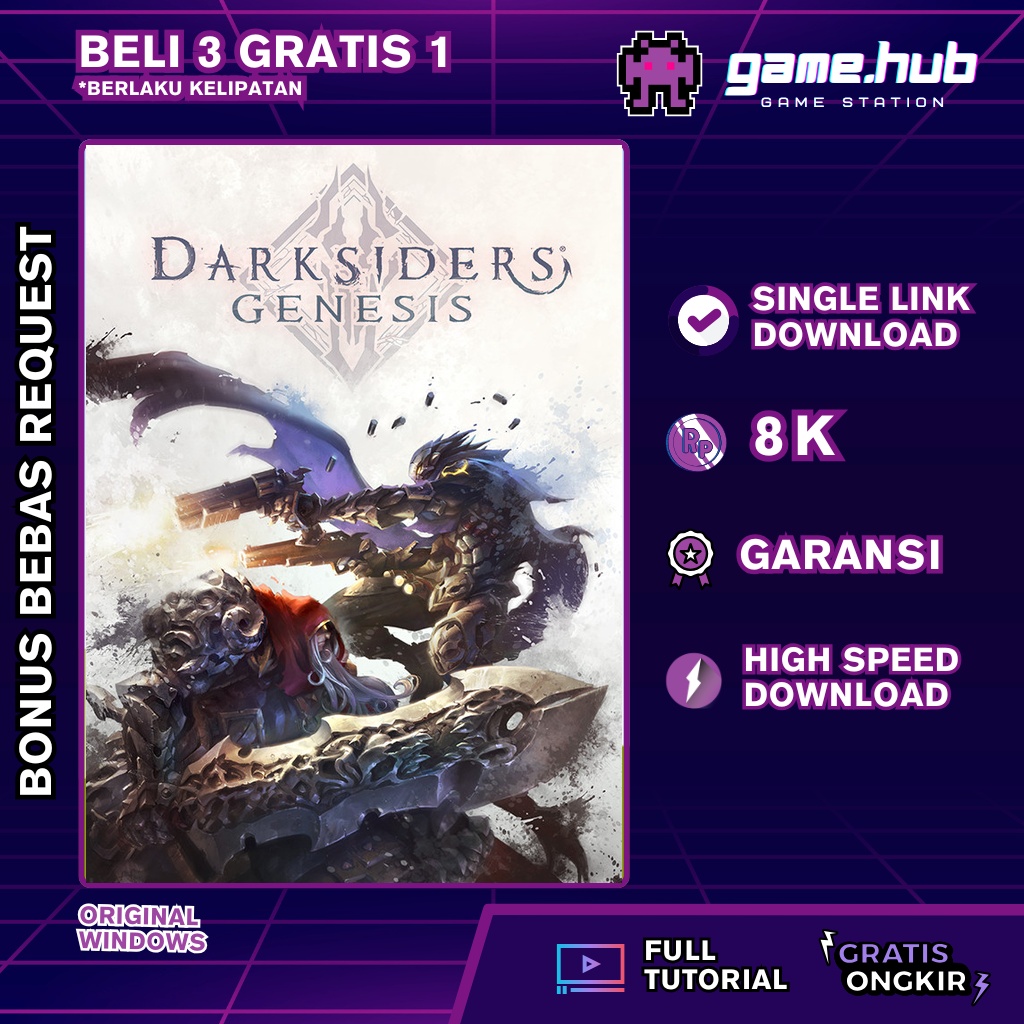 BELI 3 GRATIS 1
*BERLAKU KELIPATAN
game.hub
GAME STATION
BONUS BEBAS REQUEST
DARKSIDERS®
GENESIS
SINGLE LINK
DOWNLOAD
Rp
8K
GARANSI
HIGH SPEED
DOWNLOAD
ORIGINAL
WINDOWS
FULL
TUTORIAL
GRATIS
ONGKIR